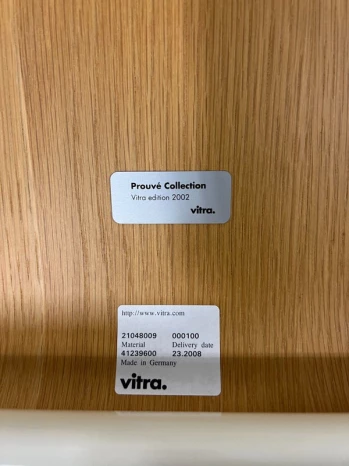 Prouvé Collection
Vitra edition 2002
vitra.
http://www.vitra.com
21048009 000100
Material Delivery date
41239600 23.2008
Made in Germany
vitra.